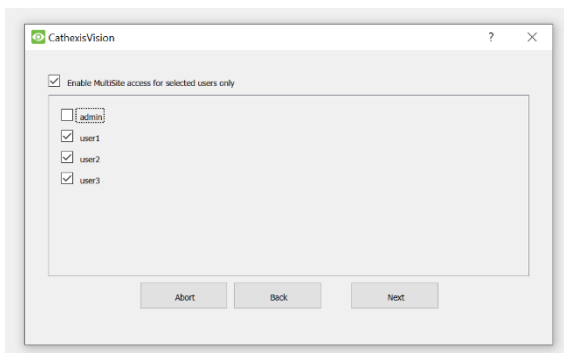 CathexisVision ?
Enable MultiSite access for selected users only
admin
user1
user2
user3
Abort Back Next